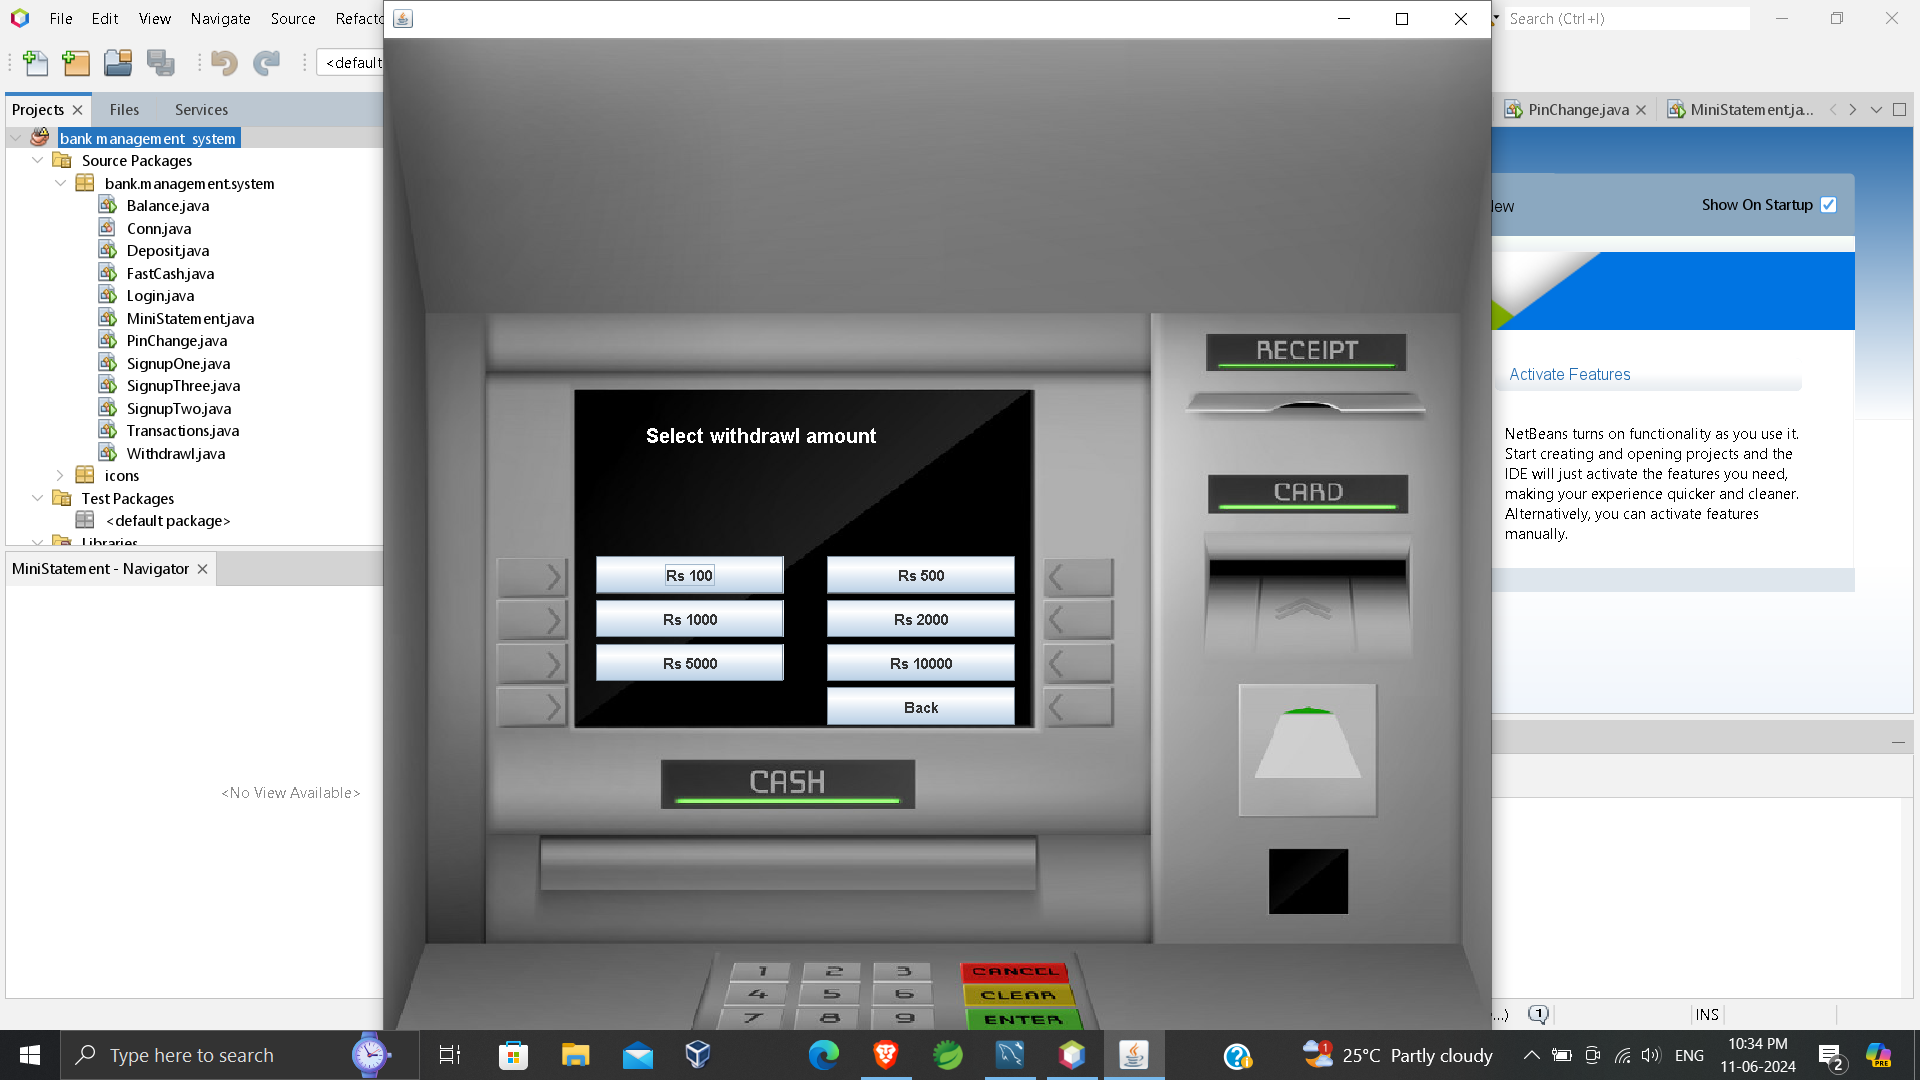 File Edit View Navigate Source Refacto
Search (Ctrl+I)
<default
Projects Files Services
PinChange.java MiniStatement.ja...
bank management system
Source Packages
bank.management.system
Balance.java
Conn.java
Deposit.java
FastCash.java
Login.java
MiniStatement.java
PinChange.java
SignupOne.java
SignupThree.java
SignupTwo.java
Transactions.java
Withdrawl.java
icons
Test Packages
<default package>
Libraries
MiniStatement - Navigator
<No View Available>
Select withdrawl amount
Rs 100 Rs 500
Rs 1000 Rs 2000
Rs 5000 Rs 10000
Back
CASH
RECEIPT
CARD
1 2 3 CANCEL
4 5 6 CLEAR
7 8 9 ENTER
Show On Startup
Activate Features
NetBeans turns on functionality as you use it.
Start creating and opening projects and the
IDE will just activate the features you need,
making your experience quicker and cleaner.
Alternatively, you can activate features
manually.
...) 1 INS
Type here to search
1 25°C Partly cloudy
ENG
10:34 PM
11-06-2024
2
PRE